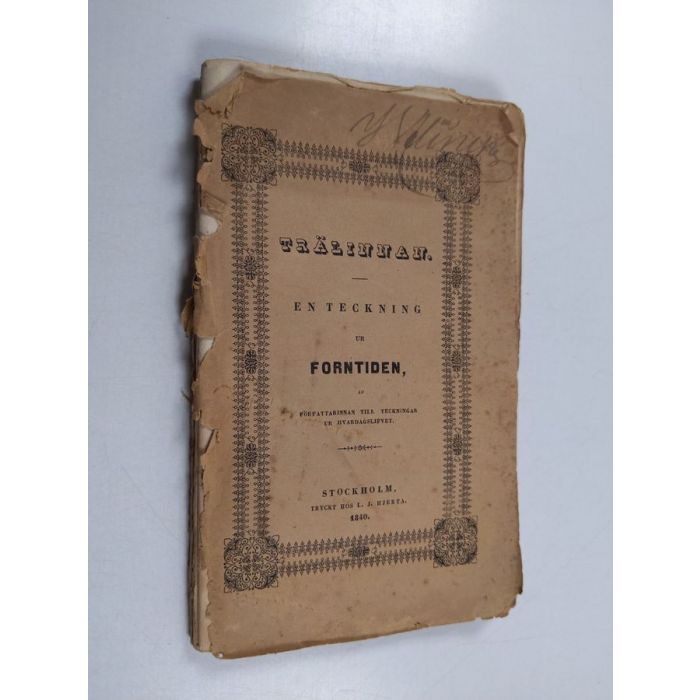 TRÄLINNAN.
EN TECKNING
UR
FORNTIDEN,
AF
FÖRFATTARINNAN TILL TECKNINGAR
UR HVARDAGSLIFVET.
STOCKHOLM,
TRYCKT HOS L. J. HJERTA,
1840.